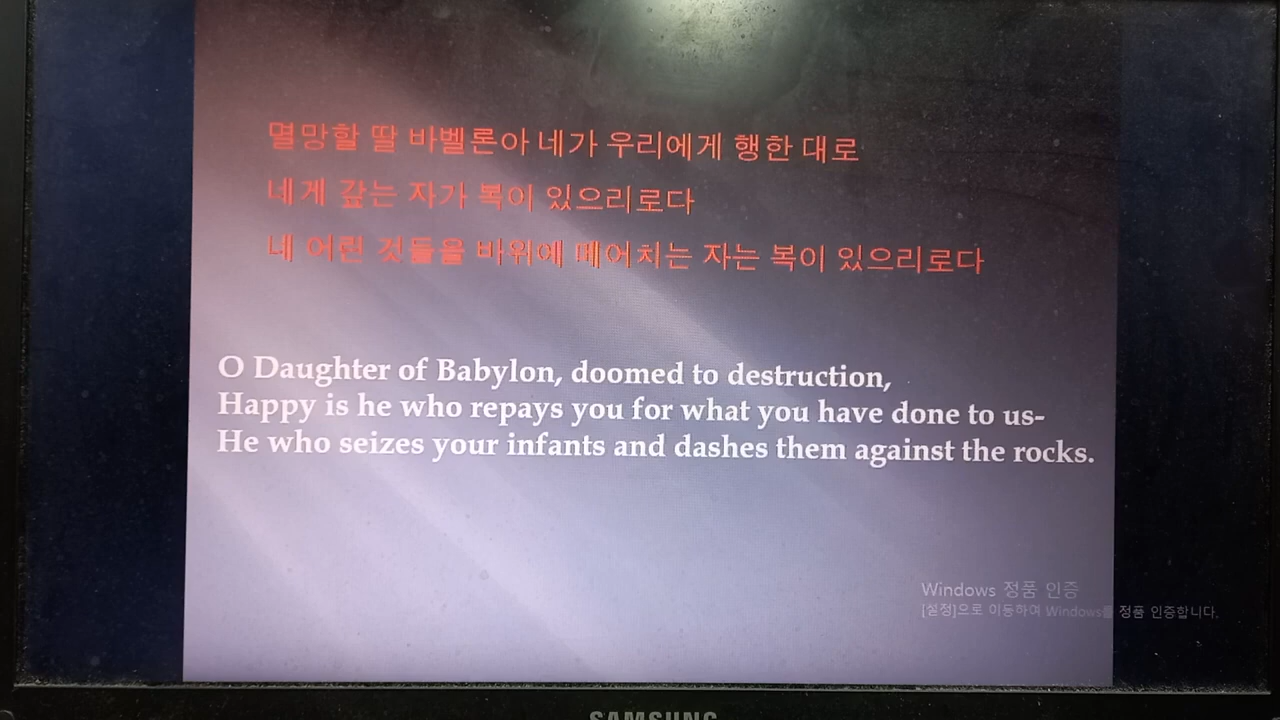 멸망할 딸 바벨론아 네가 우리에게 행한 대로
네게 갚는 자가 복이 있으리로다
네 어린 것들을 바위에 메어치는 자는 복이 있으리로다
O Daughter of Babylon, doomed to destruction,
Happy is he who repays you for what you have done to us-
He who seizes your infants and dashes them against the rocks.
Windows 정품 인증
[설정]으로 이동하여 Windows를 정품 인증합니다.
SAMSUNG